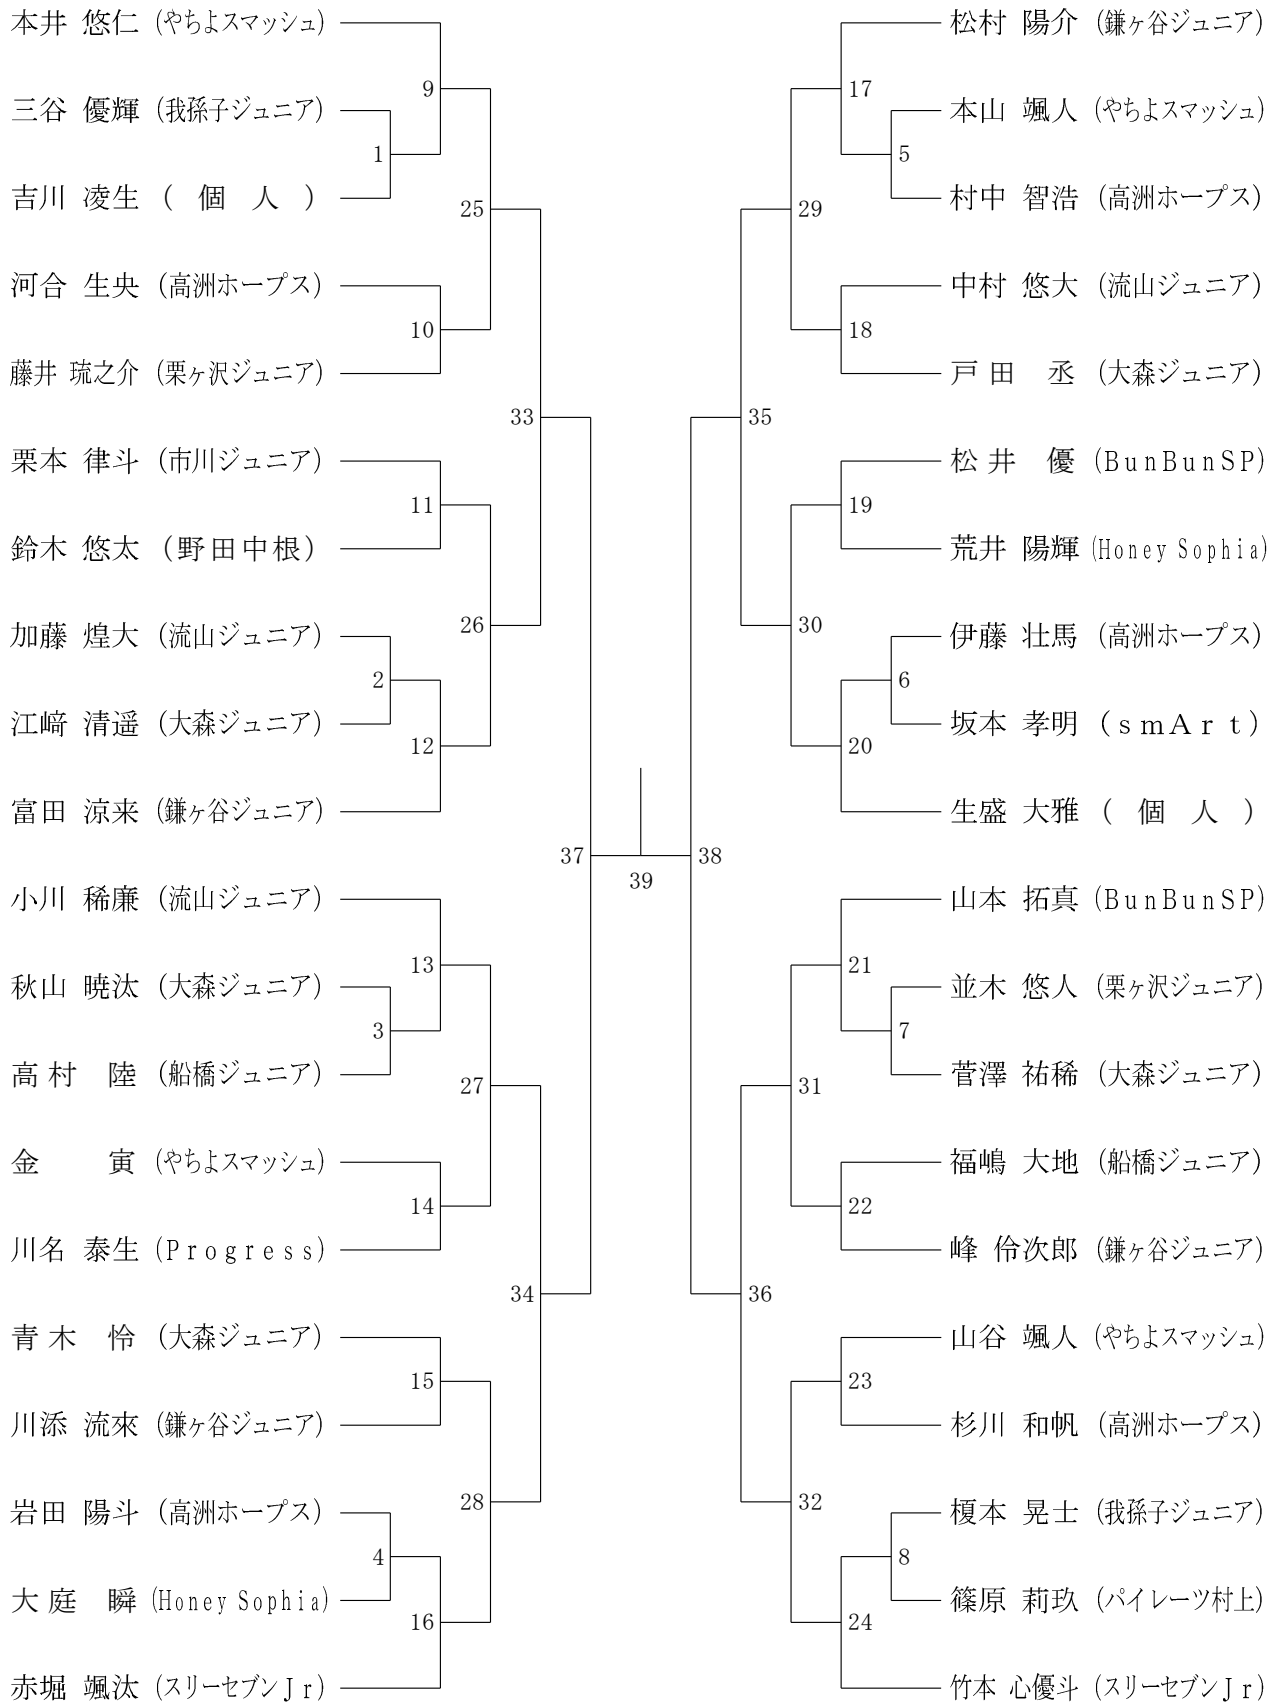 本井 悠仁 (やちよスマッシュ)
9
三谷 優輝 (我孫子ジュニア)
1
吉川 凌生 ( 個 人 )
25
河合 生央 (高洲ホープス)
10
藤井 琉之介 (栗ヶ沢ジュニア)
33
栗本 律斗 (市川ジュニア)
11
鈴木 悠太 (野田中根)
26
加藤 煌大 (流山ジュニア)
2
江﨑 清遥 (大森ジュニア)
12
富田 涼来 (鎌ヶ谷ジュニア)
37
小川 稀廉 (流山ジュニア)
13
秋山 暁汰 (大森ジュニア)
3
高村 陸 (船橋ジュニア)
27
金 寅 (やちよスマッシュ)
14
川名 泰生 (Progress)
34
青木 怜 (大森ジュニア)
15
川添 流來 (鎌ヶ谷ジュニア)
28
岩田 陽斗 (高洲ホープス)
4
大庭 瞬 (Honey Sophia)
16
赤堀 颯汰 (スリーセブンJr)
39
松村 陽介 (鎌ヶ谷ジュニア)
17
本山 颯人 (やちよスマッシュ)
5
村中 智浩 (高洲ホープス)
29
中村 悠大 (流山ジュニア)
18
戸田 丞 (大森ジュニア)
35
松井 優 (BunBunSP)
19
荒井 陽輝 (Honey Sophia)
30
伊藤 壮馬 (高洲ホープス)
6
坂本 孝明 (smArt)
20
生盛 大雅 ( 個 人 )
38
山本 拓真 (BunBunSP)
21
並木 悠人 (栗ヶ沢ジュニア)
7
菅澤 祐稀 (大森ジュニア)
31
福嶋 大地 (船橋ジュニア)
22
峰 伶次郎 (鎌ヶ谷ジュニア)
36
山谷 颯人 (やちよスマッシュ)
23
杉川 和帆 (高洲ホープス)
32
榎本 晃士 (我孫子ジュニア)
8
篠原 莉玖 (パイレーツ村上)
24
竹本 心優斗 (スリーセブンJr)